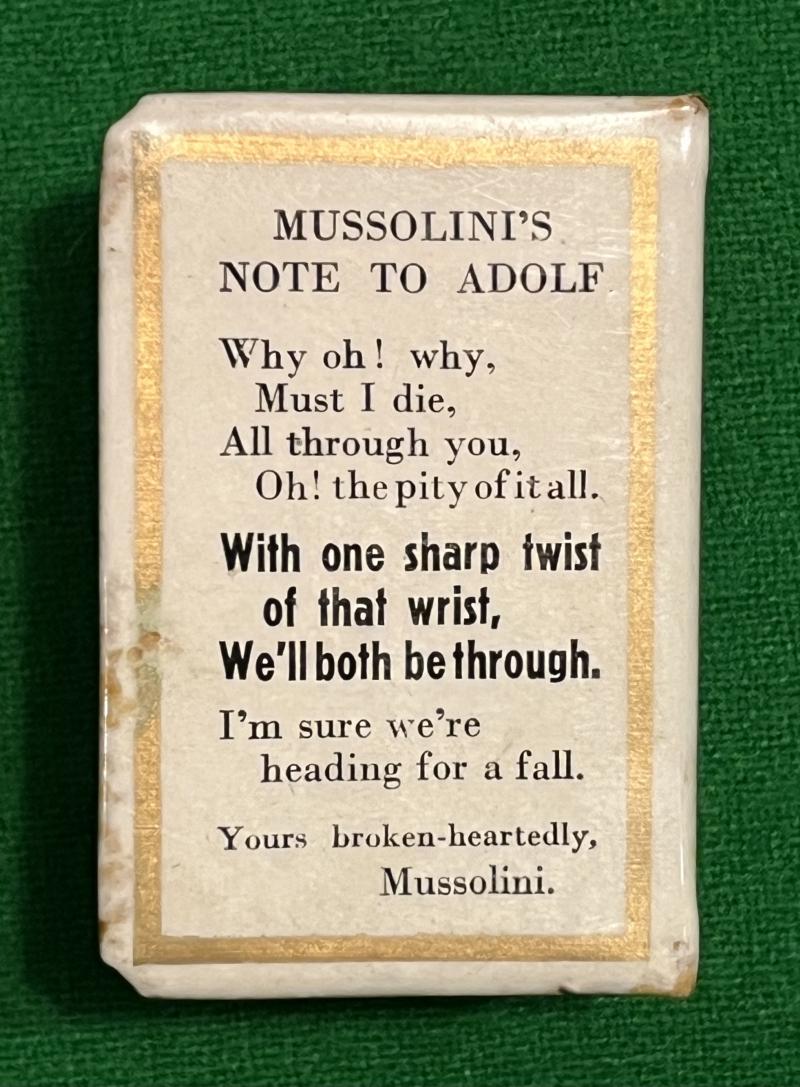 MUSSOLINI'S
NOTE TO ADOLF.
Why oh! why,
Must I die,
All through you,
Oh! the pity of it all.
With one sharp twist
of that wrist,
We'll both be through.
I'm sure we're
heading for a fall.
Yours broken-heartedly,
Mussolini.